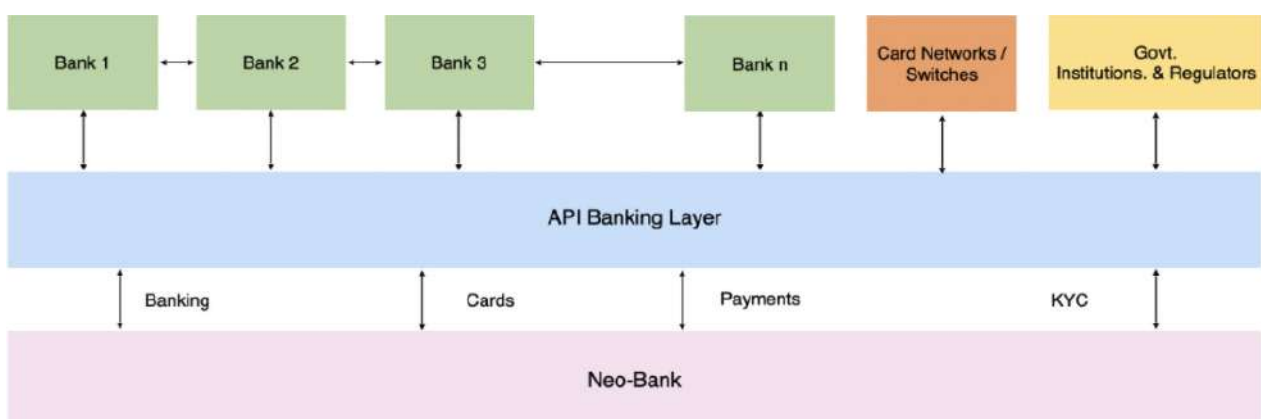 Bank 1
Bank 2
Bank 3
Bank n
Card Networks /
Switches
Govt.
Institutions. & Regulators
API Banking Layer
Banking
Cards
Payments
KYC
Neo-Bank